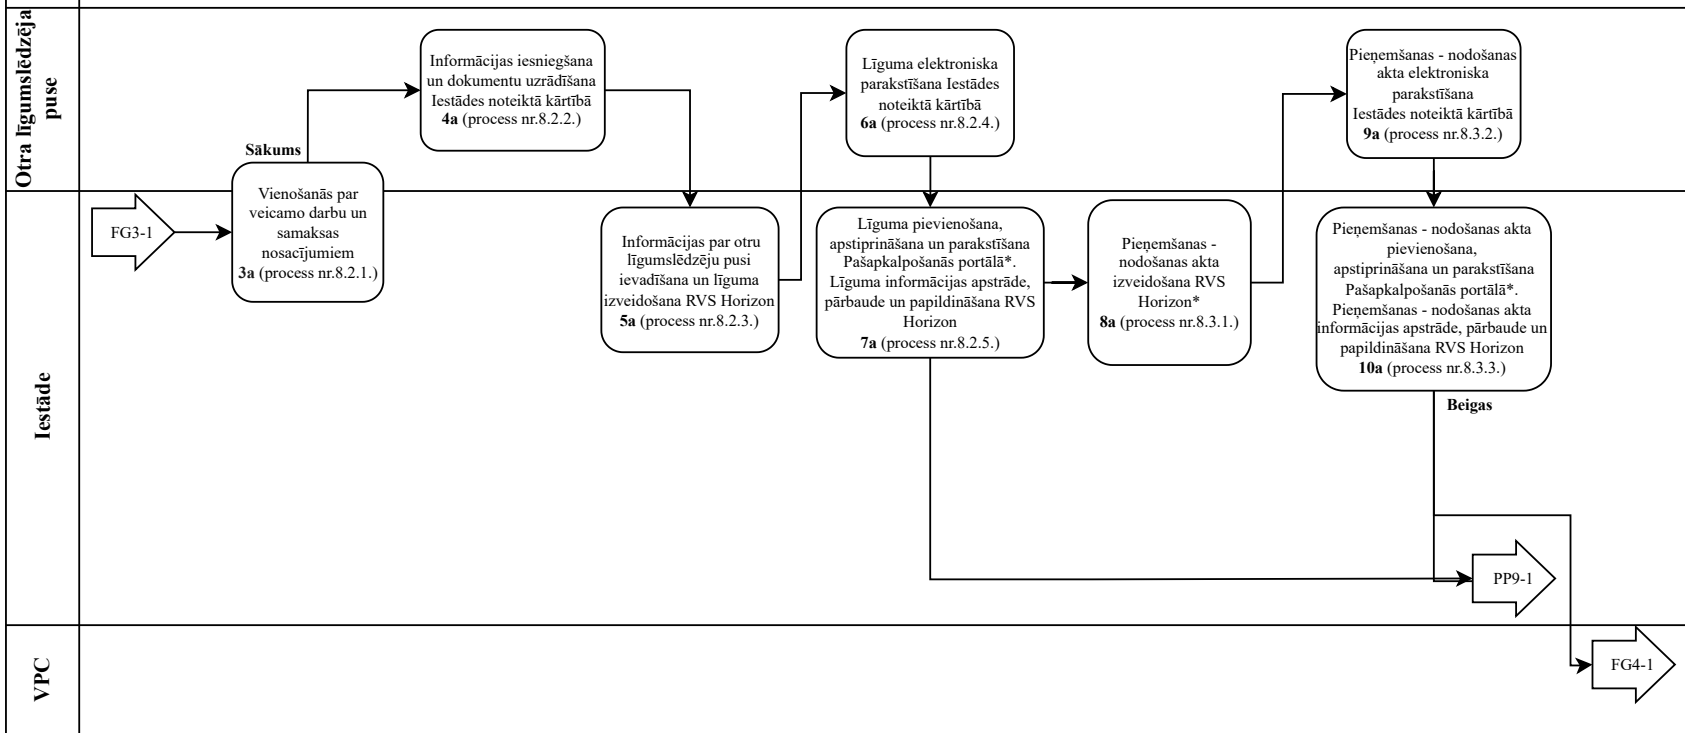 Otra līgumslēdzēja
puse
Informācijas iesniegšana
un dokumentu uzrādīšana
Iestādes noteiktā kārtībā
4a (process nr.8.2.2.)
Līguma elektroniska
parakstīšana Iestādes
noteiktā kārtībā
6a (process nr.8.2.4.)
Pieņemšanas - nodošanas
akta elektroniska
parakstīšana
Iestādes noteiktā kārtībā
9a (process nr.8.3.2.)
Sākums
Iestāde
FG3-1
Vienošanās par
veicamo darbu un
samaksas
nosacījumiem
3a (process nr.8.2.1.)
Informācijas par otru
līgumslēdzēju pusi
ievadīšana un līguma
izveidošana RVS Horizon
5a (process nr.8.2.3.)
Līguma pievienošana,
apstiprināšana un parakstīšana
Pašapkalpošanās portālā*.
Līguma informācijas apstrāde,
pārbaude un papildināšana RVS
Horizon
7a (process nr.8.2.5.)
Pieņemšanas -
nodošanas akta
izveidošana RVS
Horizon*
8a (process nr.8.3.1.)
Pieņemšanas - nodošanas akta
pievienošana,
apstiprināšana un parakstīšana
Pašapkalpošanās portālā*.
Pieņemšanas - nodošanas akta
informācijas apstrāde, pārbaude un
papildināšana RVS Horizon
10a (process nr.8.3.3.)
Beigas
PP9-1
VPC
FG4-1